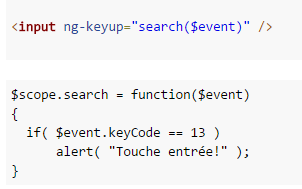 <input ng-keyup="search($event)" />
$scope.search = function($event)
{
if( $event.keyCode == 13 )
alert( "Touche entrée!" );
}